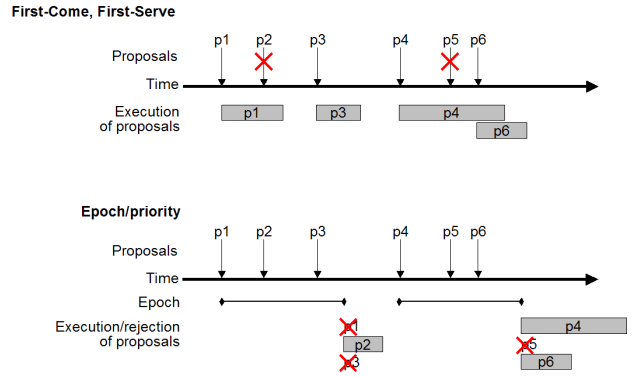 First-Come, First-Serve
p1 p2 p3 p4 p5 p6
Proposals
Time
Execution
of proposals
p1 p3 p4
p6
Epoch/priority
p1 p2 p3 p4 p5 p6
Proposals
Time
Epoch
Execution/rejection
of proposals
p1 p4
p2 p5
p3 p6